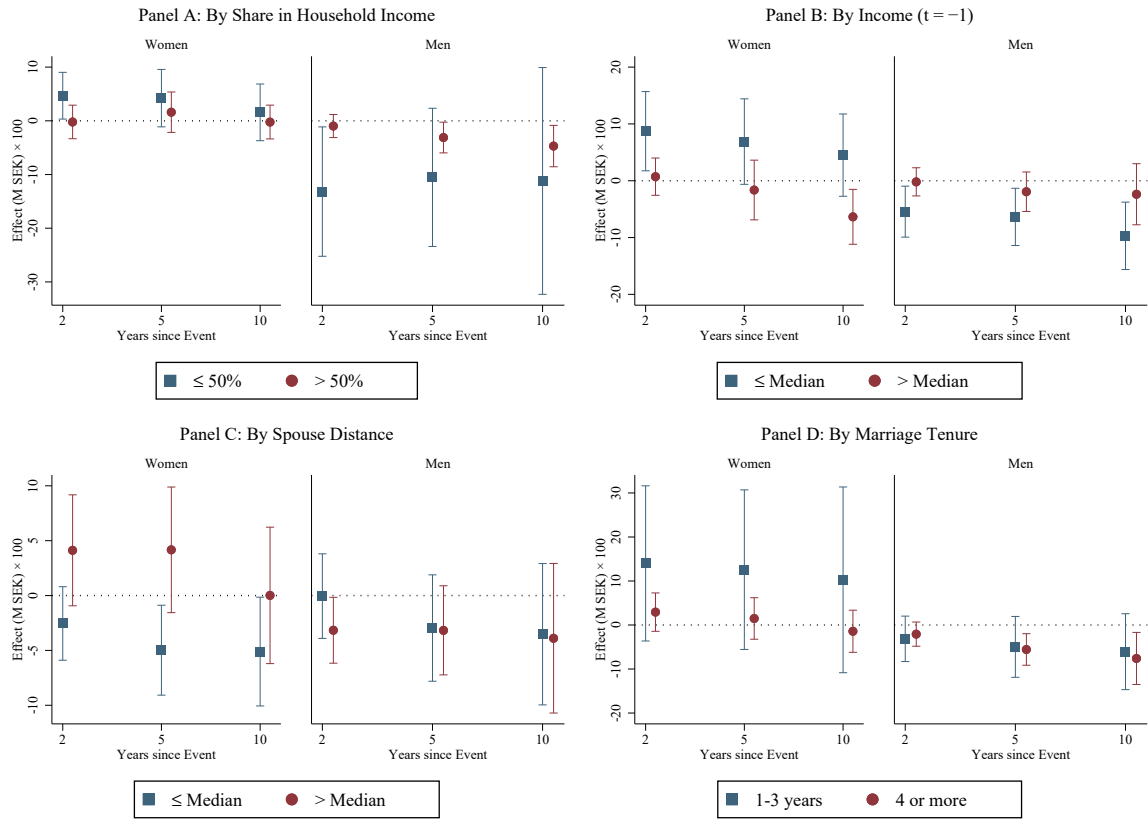 Panel A: By Share in Household Income
Women
Men
Effect (M SEK) × 100
10
0
-10
-20
-30
2 5 10
2 5 10
Years since Event
Years since Event
≤ 50% > 50%
Panel B: By Income (t = −1)
Women
Men
Effect (M SEK) × 100
20
10
0
-10
-20
2 5 10
2 5 10
Years since Event
Years since Event
≤ Median > Median
Panel C: By Spouse Distance
Women
Men
Effect (M SEK) × 100
10
5
0
-5
-10
2 5 10
2 5 10
Years since Event
Years since Event
≤ Median > Median
Panel D: By Marriage Tenure
Women
Men
Effect (M SEK) × 100
30
20
10
0
-10
-20
2 5 10
2 5 10
Years since Event
Years since Event
1-3 years 4 or more